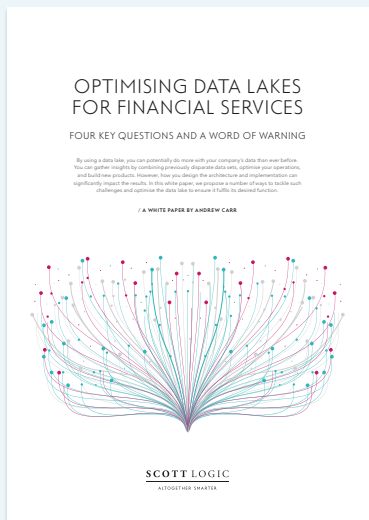 OPTIMISING DATA LAKES
FOR FINANCIAL SERVICES
FOUR KEY QUESTIONS AND A WORD OF WARNING
By using a data lake, you can potentially do more with your company's data than ever before.
You can gather insights by combining previously disparate data sets, optimise your operations,
and build new products. However, how you design the architecture and implementation can
significantly impact the results. In this white paper, we propose a number of ways to tackle such
challenges and optimise the data lake to ensure it fulfils its desired function.
/ A WHITE PAPER BY ANDREW CARR
SCOTT LOGIC
ALTOGETHER SMARTER